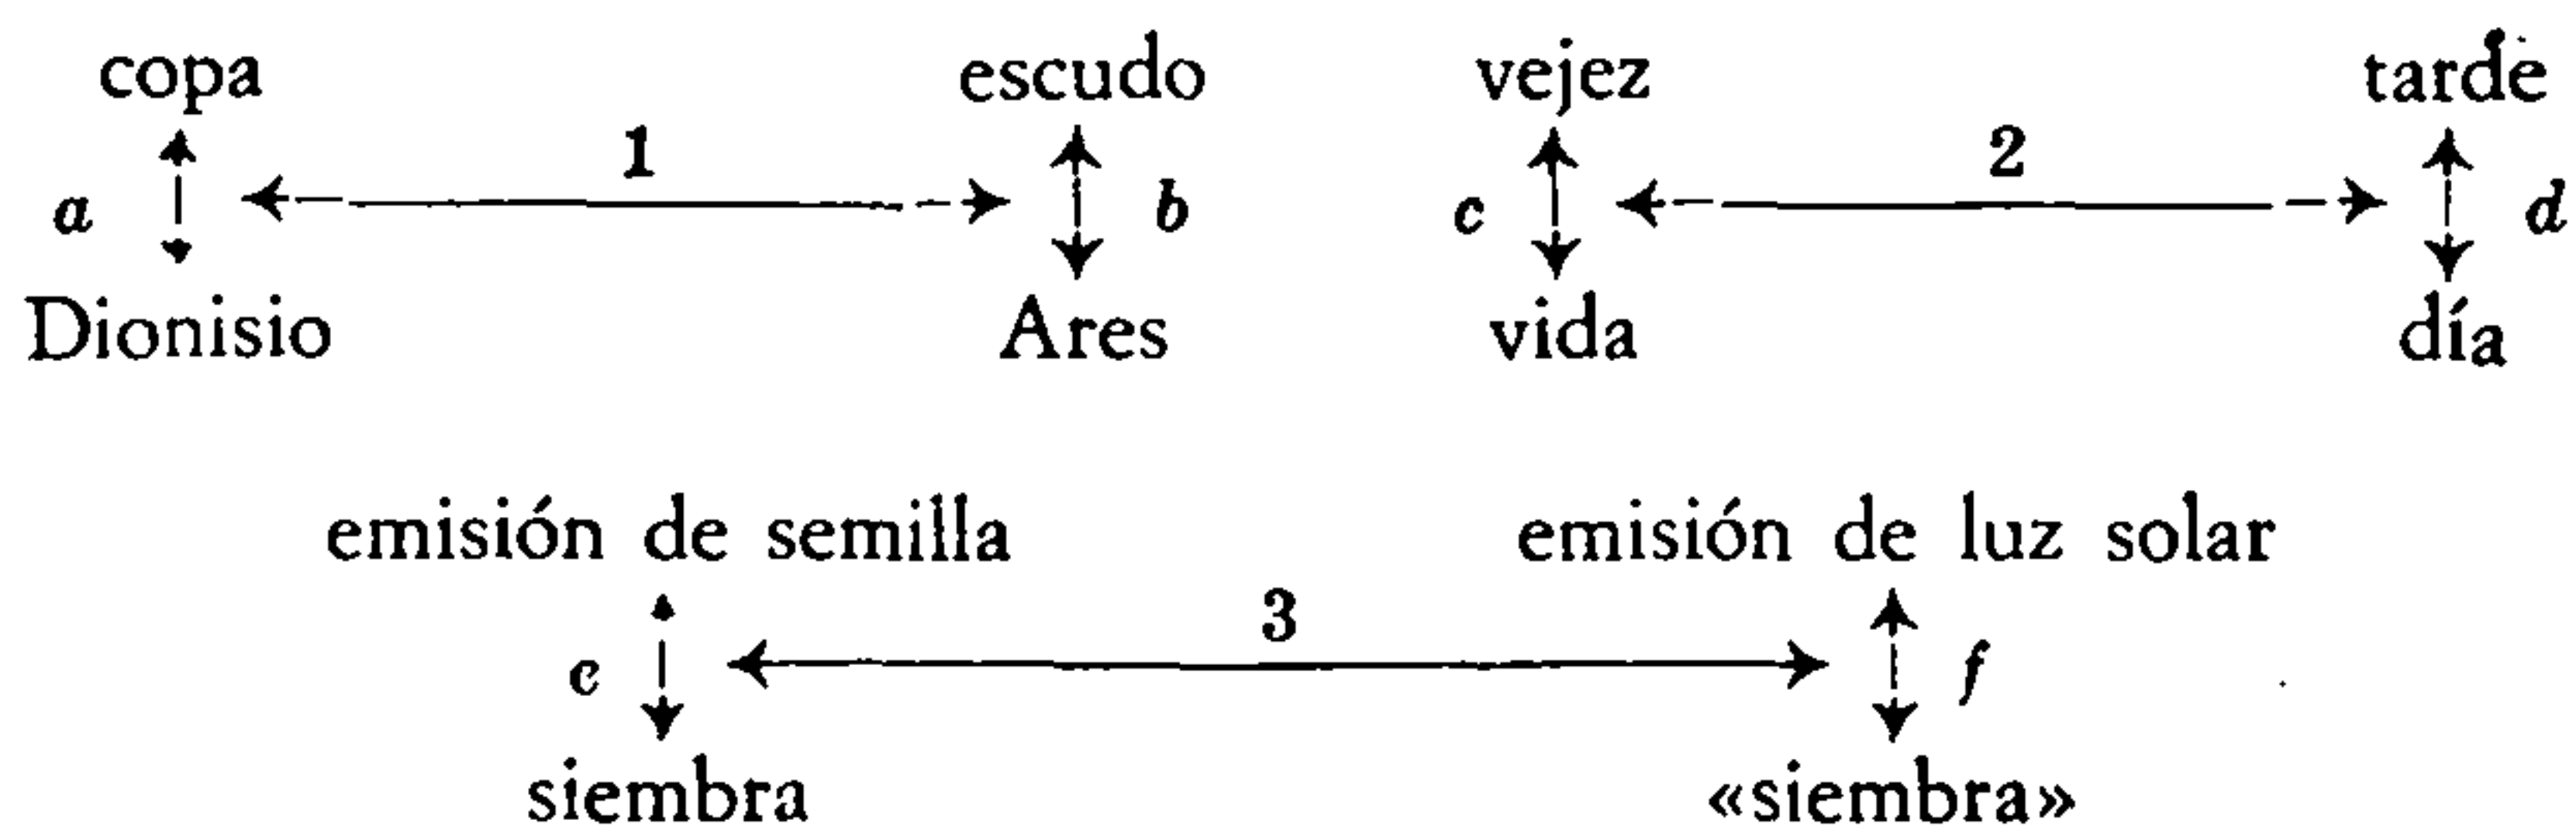 copa escudo vejez tarde
1 2
a b c d
Dionisio Ares vida día
emisión de semilla emisión de luz solar
3
c f
siembra «siembra»